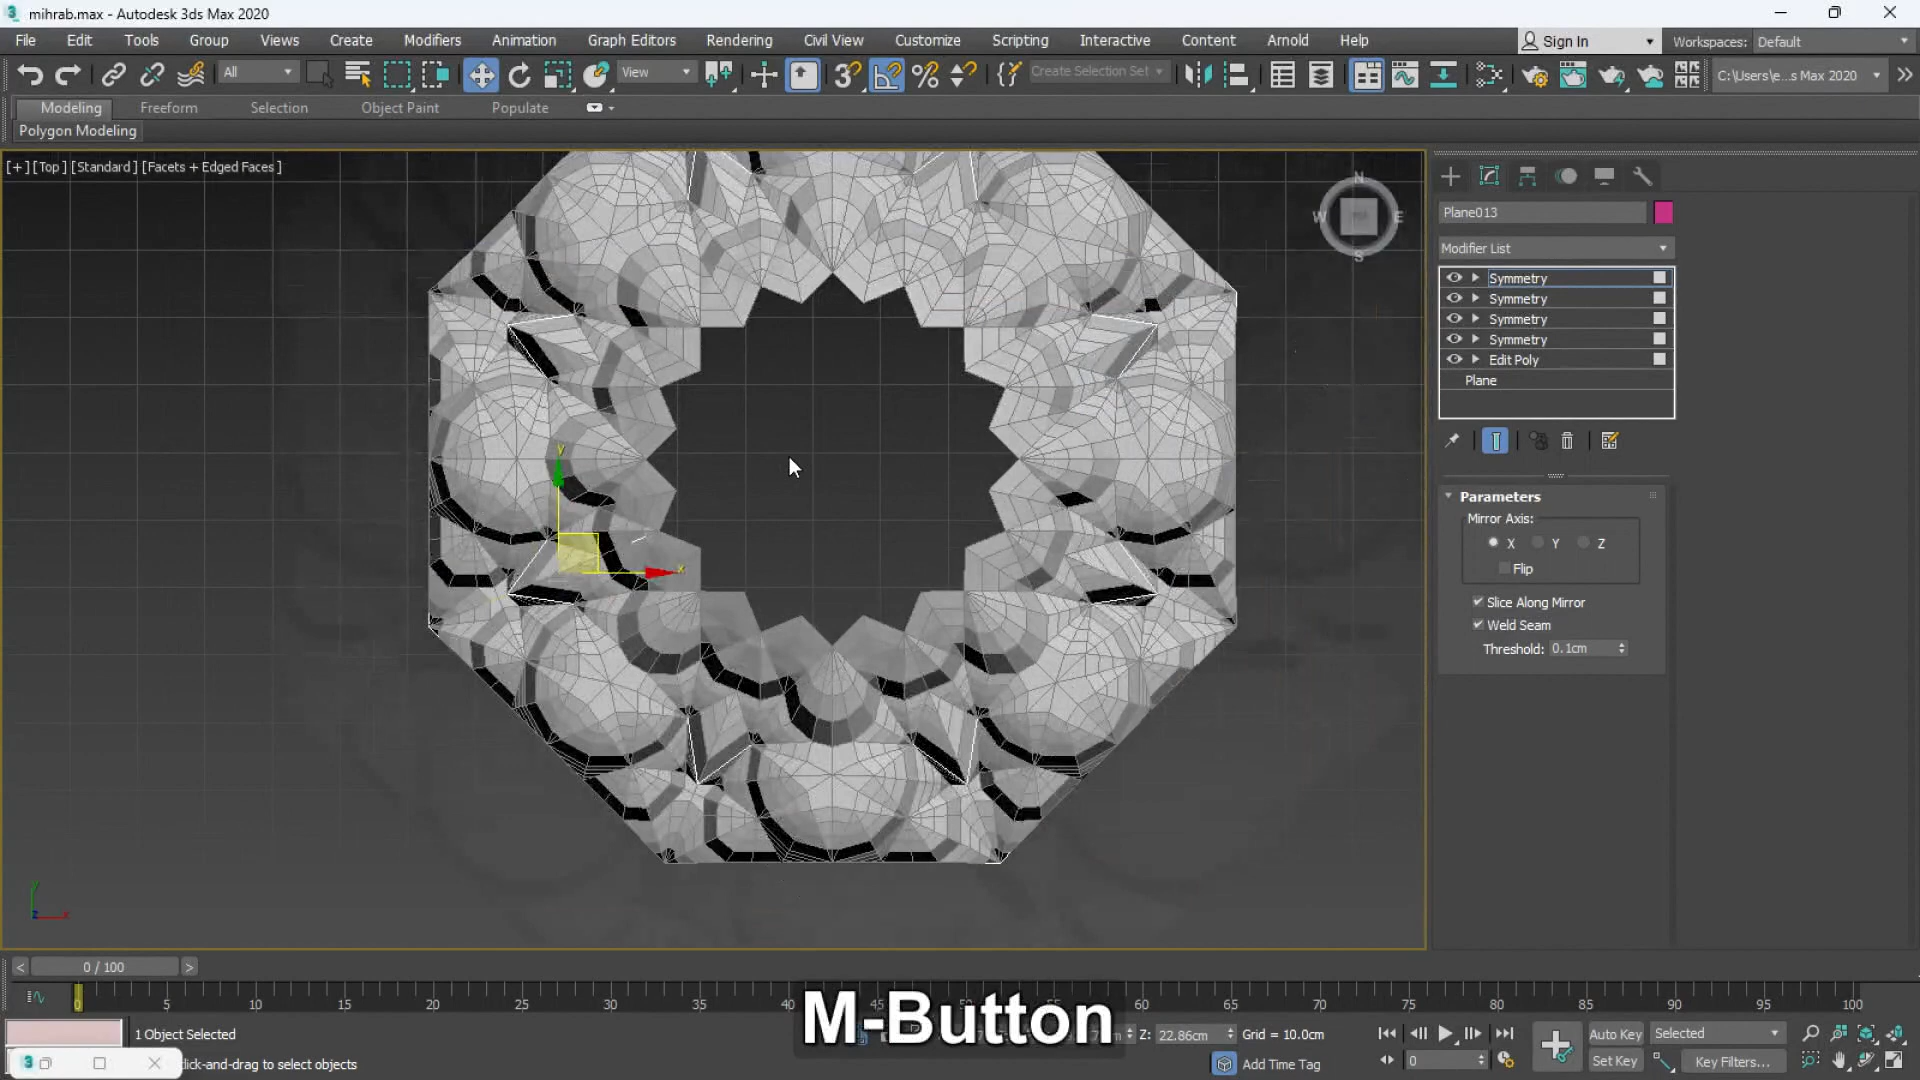 mihrab.max - Autodesk 3ds Max 2020
File Edit Tools Group Views Create Modifiers Animation Graph Editors Rendering Civil View Customize Scripting Interactive Content Arnold Help
Sign In Workspaces: Default
All View Create Selection Set C:\Users\e...s Max 2020
Modeling Freeform Selection Object Paint Populate
Polygon Modeling
[+] [Top] [Standard] [Facets + Edged Faces]
N
W E
S
Plane013
Modifier List
Symmetry
Symmetry
Symmetry
Symmetry
Edit Poly
Plane
y
x
Parameters
Mirror Axis:
X Y Z
Flip
Slice Along Mirror
Weld Seam
Threshold: 0.1cm
0 / 100
0 5 10 15 20 25 30 35 40 45 65 70 75 80 85 90 95 100
M-Button
1 Object Selected
Z: 22.86cm Grid = 10.0cm
Auto Key Selected
click-and-drag to select objects
Add Time Tag
0
Set Key Key Filters...